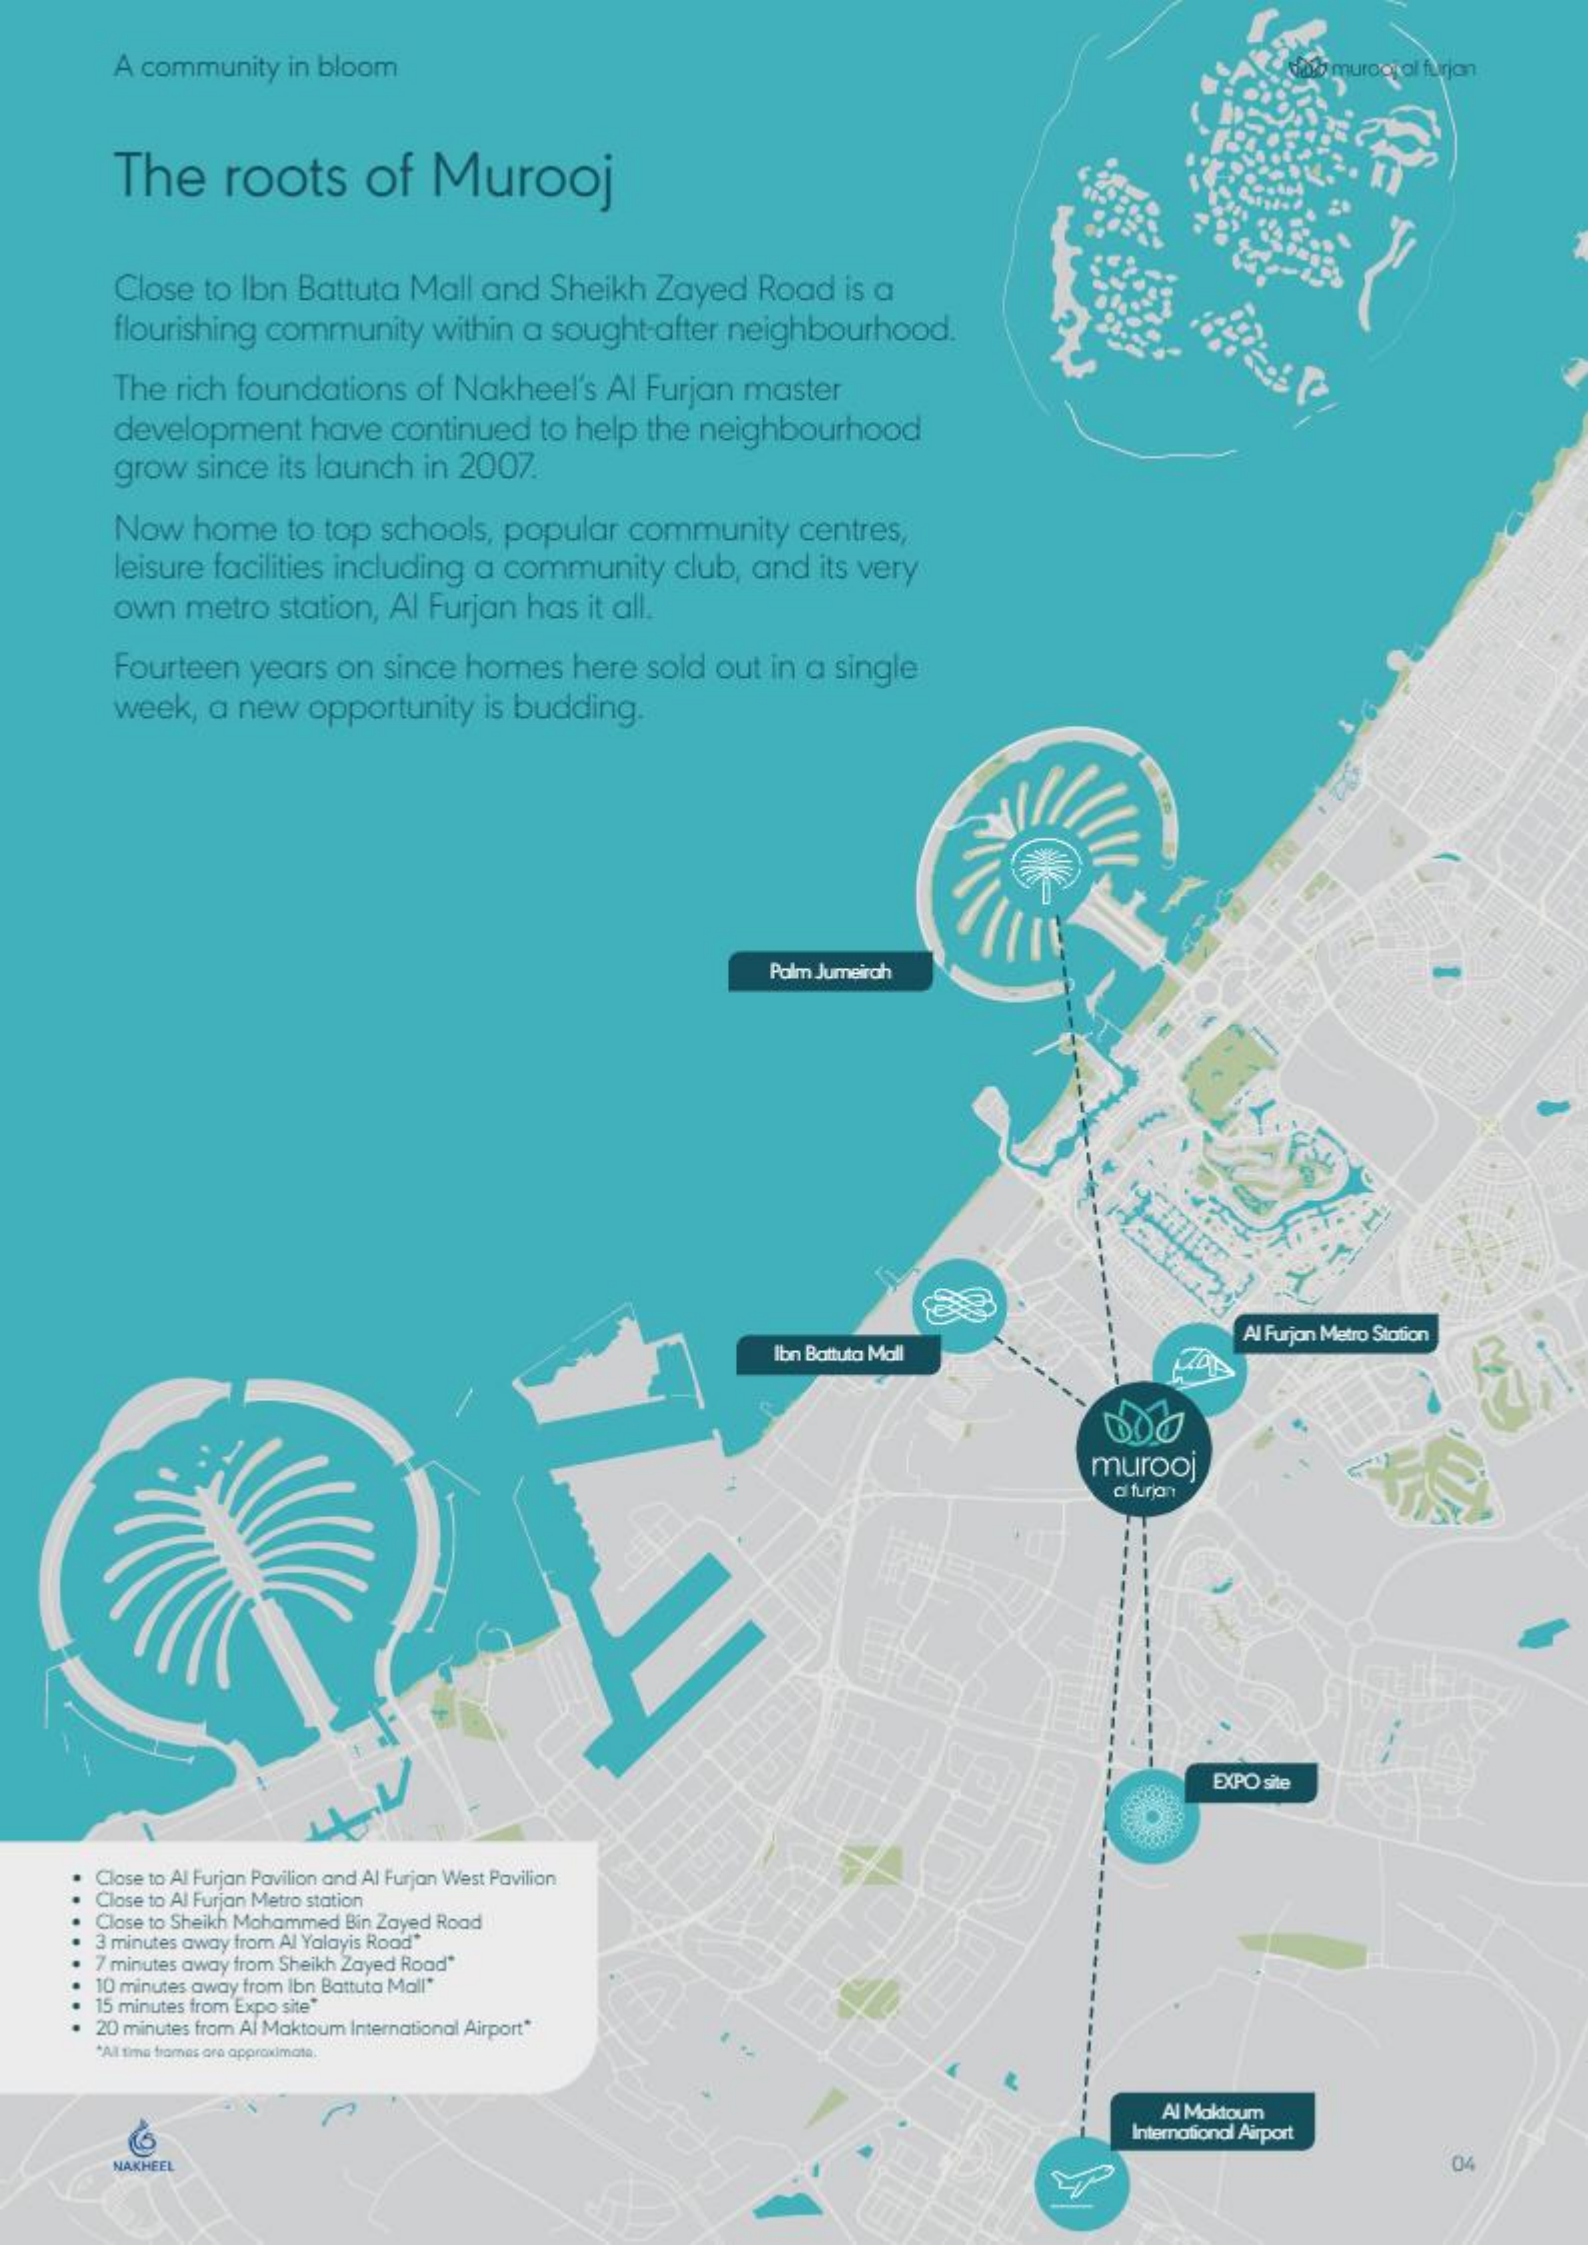 A community in bloom
murooj al furjan
The roots of Murooj
Close to Ibn Battuta Mall and Sheikh Zayed Road is a
flourishing community within a sought-after neighbourhood.
The rich foundations of Nakheel's Al Furjan master
development have continued to help the neighbourhood
grow since its launch in 2007.
Now home to top schools, popular community centres,
leisure facilities including a community club, and its very
own metro station, Al Furjan has it all.
Fourteen years on since homes here sold out in a single
week, a new opportunity is budding.
Palm Jumeirah
Al Furjan Metro Station
Ibn Battuta Mall
murooj
al furjan
EXPO site
• Close to Al Furjan Pavilion and Al Furjan West Pavilion
• Close to Al Furjan Metro station
• Close to Sheikh Mohammed Bin Zayed Road
• 3 minutes away from Al Yalayis Road*
• 7 minutes away from Sheikh Zayed Road*
• 10 minutes away from Ibn Battuta Mall*
• 15 minutes from Expo site*
• 20 minutes from Al Maktoum International Airport*
*All time frames are approximate.
Al Maktoum
International Airport
NAKHEEL
04